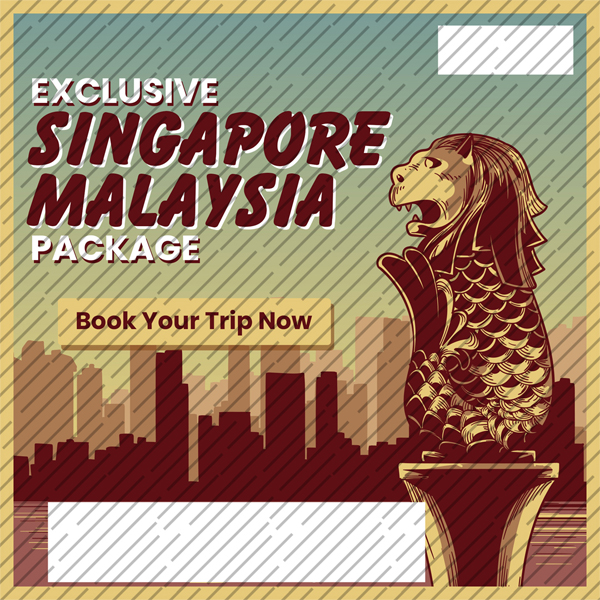 EXCLUSIVE
SINGAPORE
MALAYSIA
PACKAGE
Book Your Trip Now